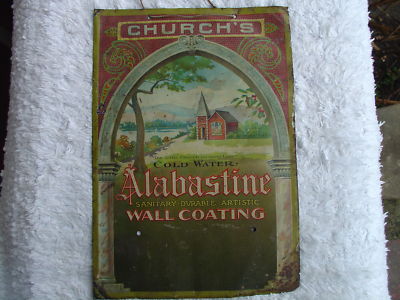 CHURCH'S
COLD WATER
Alabastine
SANITARY · DURABLE · ARTISTIC
WALL COATING